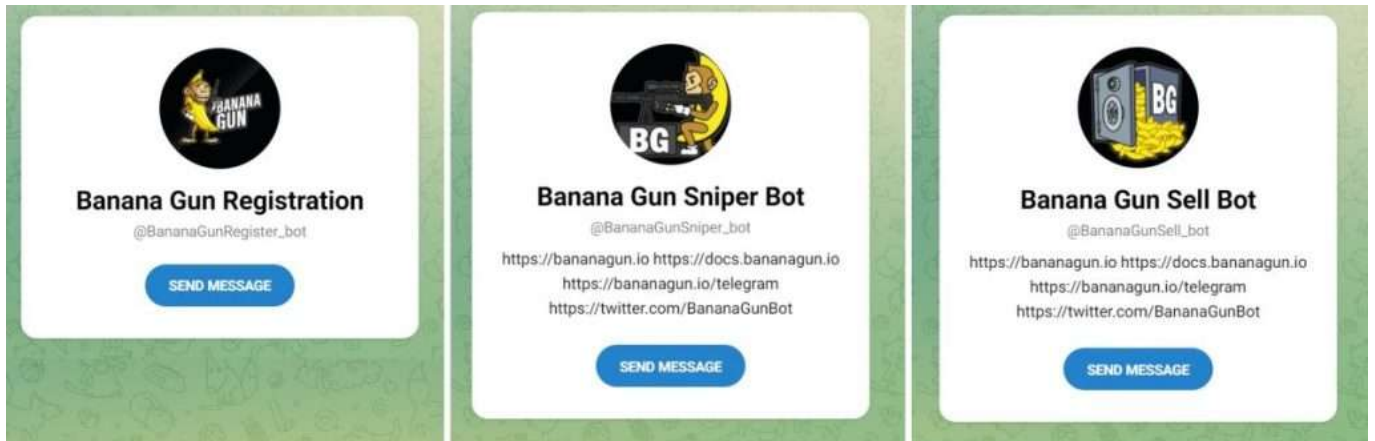 BANANA
GUN
Banana Gun Registration
@BananaGunRegister_bot
SEND MESSAGE
BG
Banana Gun Sniper Bot
@BananaGunSniper_bot
https://bananagun.io https://docs.bananagun.io
https://bananagun.io/telegram
https://twitter.com/BananaGunBot
SEND MESSAGE
BG
Banana Gun Sell Bot
@BananaGunSell_bot
https://bananagun.io https://docs.bananagun.io
https://bananagun.io/telegram
https://twitter.com/BananaGunBot
SEND MESSAGE